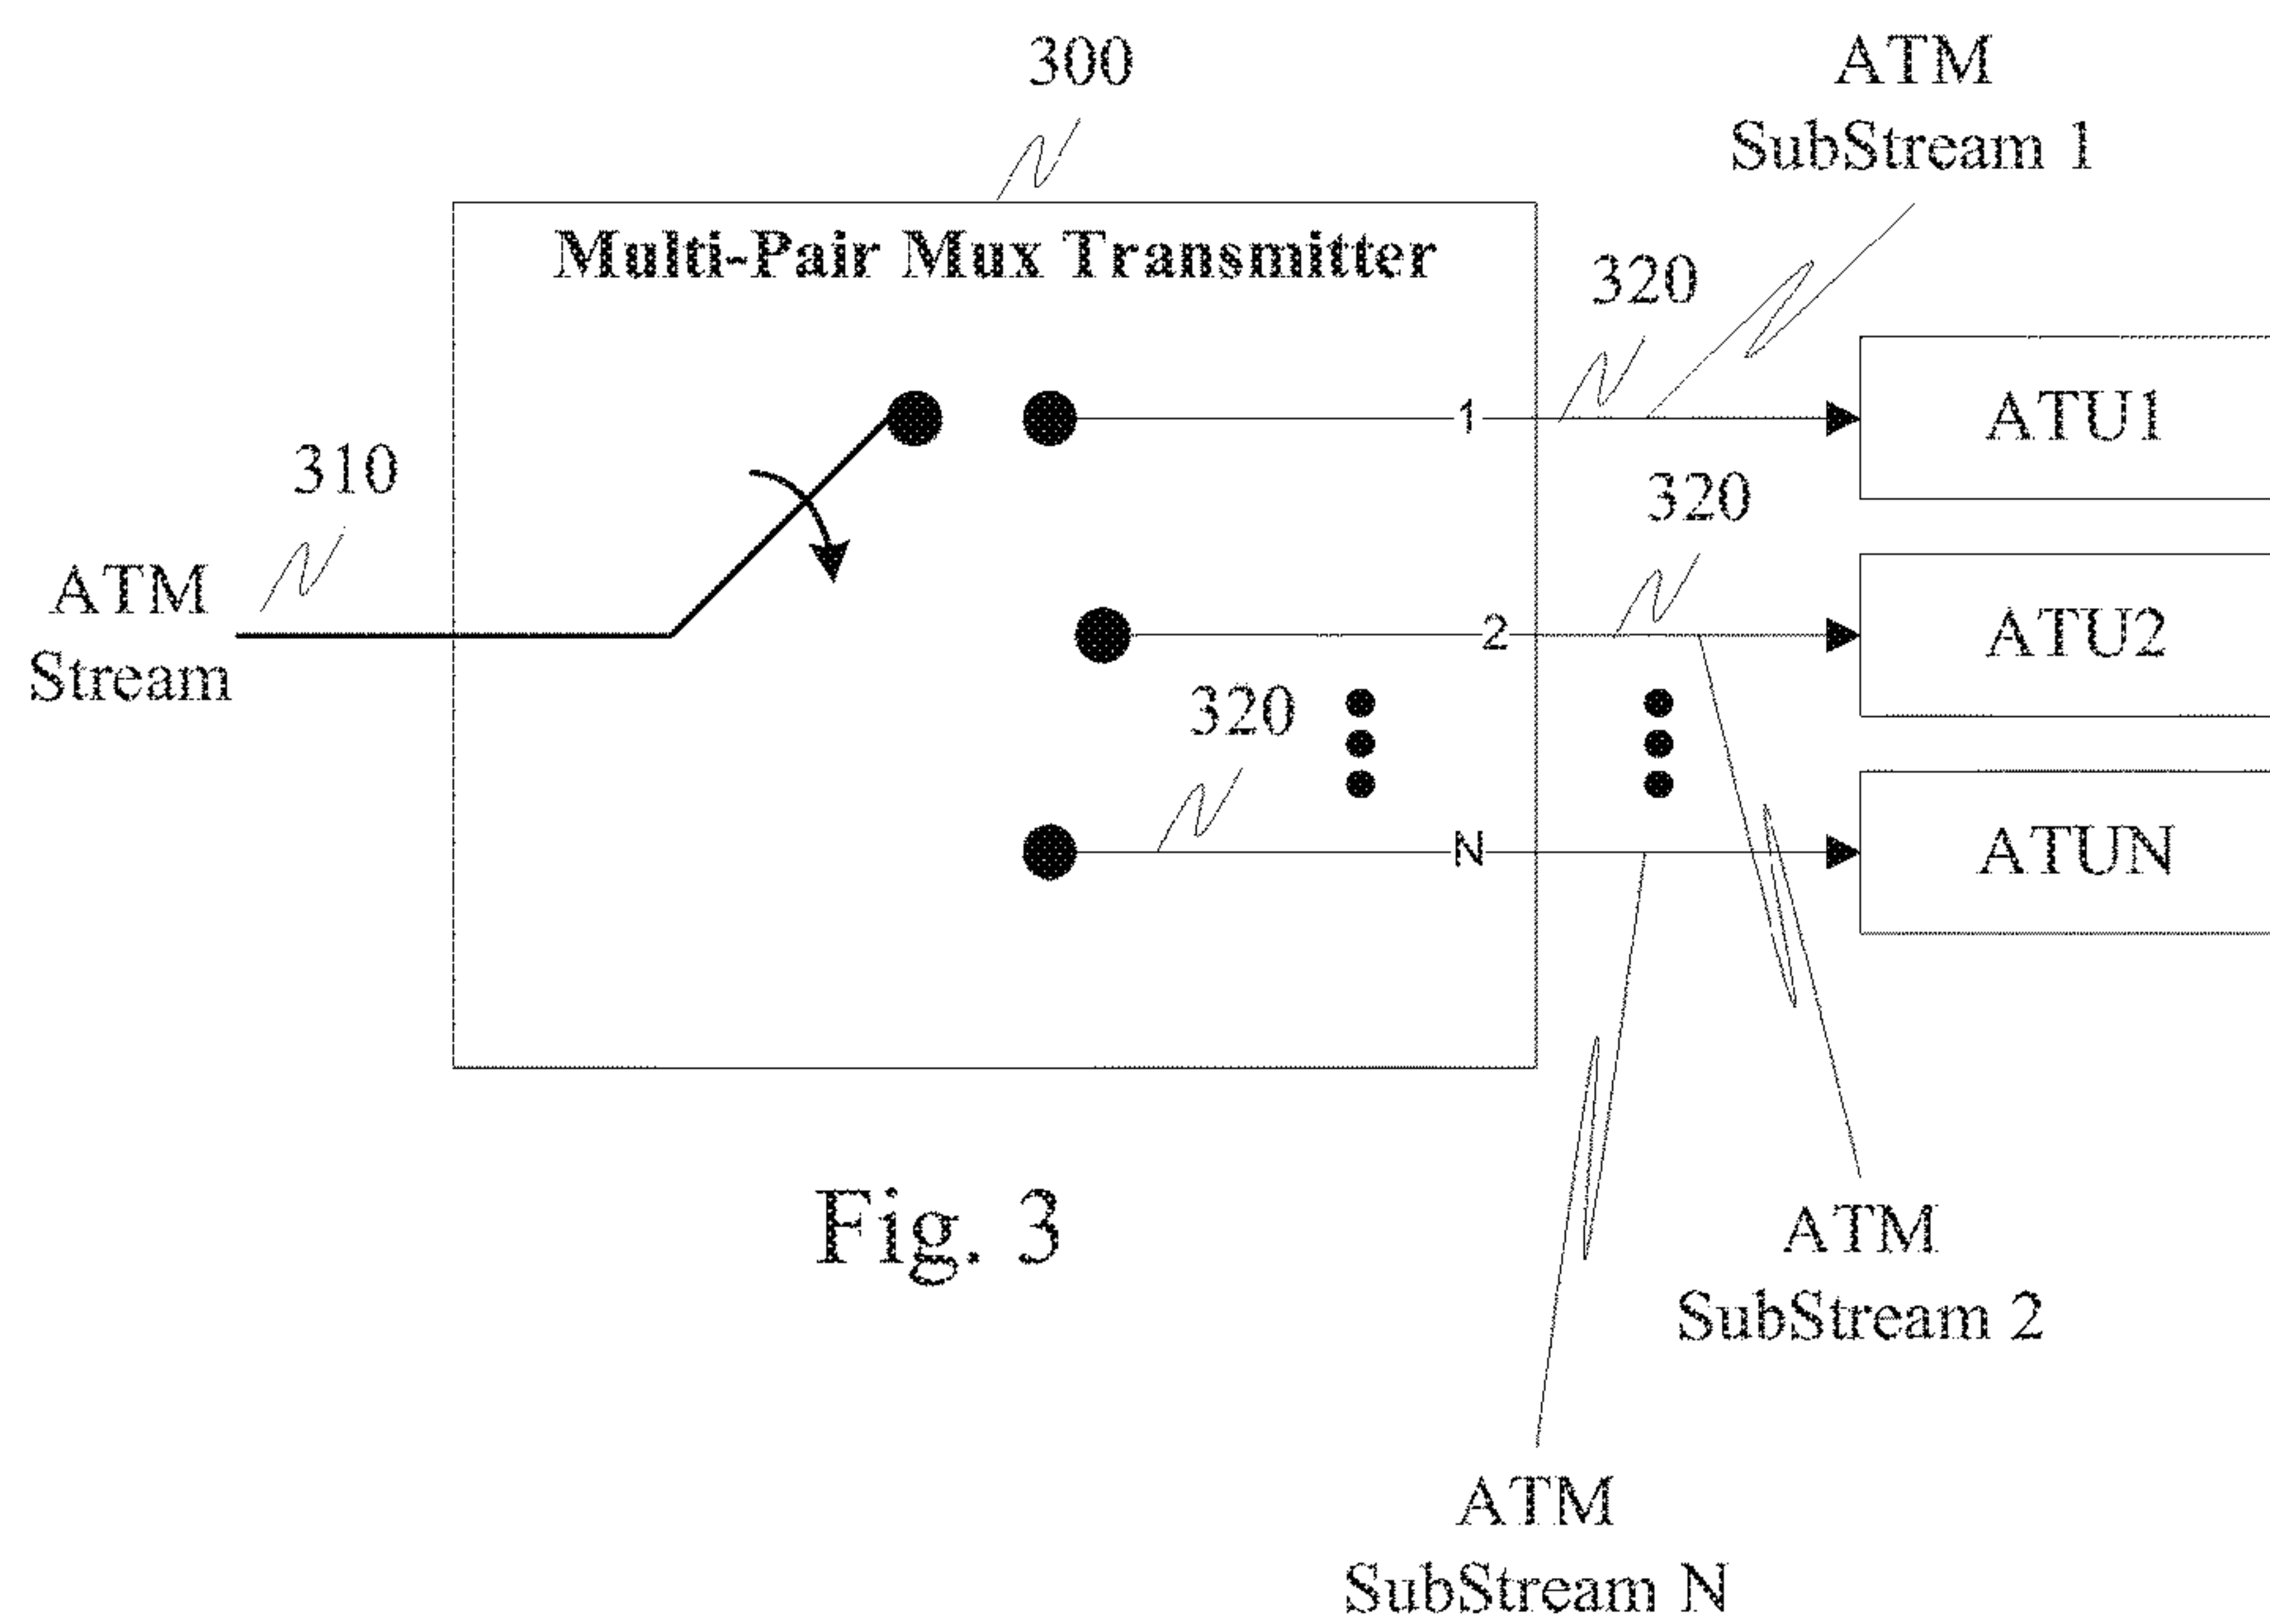 300
ATM
SubStream 1
Multi-Pair Mux Transmitter
320
1
ATU1
310
320
ATM
Stream
2
ATU2
320
N
ATUN
Fig. 3
ATM
SubStream 2
ATM
SubStream N